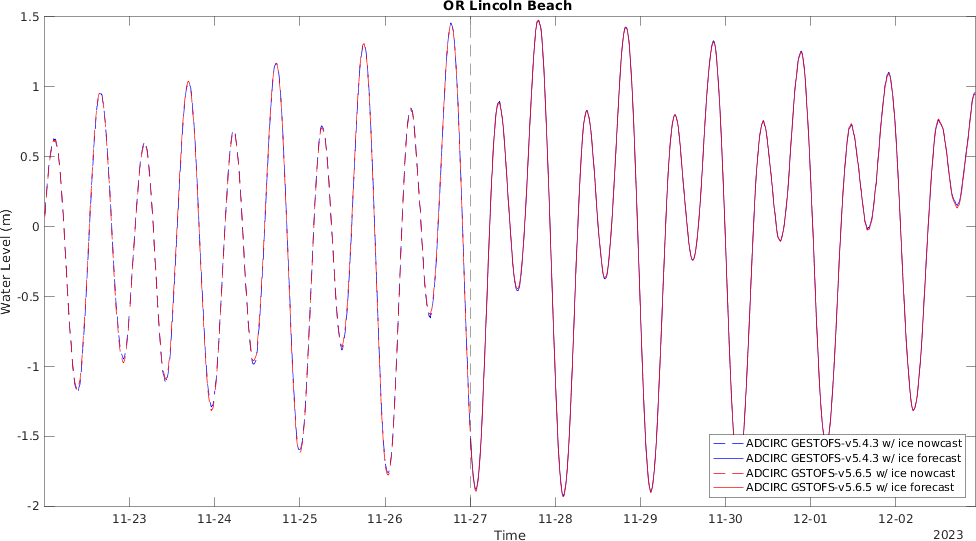 OR Lincoln Beach
1.5
1
0.5
0
-0.5
-1
-1.5
-2
Water Level (m)
ADCIRC GESTOFS-v5.4.3 w/ ice nowcast
ADCIRC GESTOFS-v5.4.3 w/ ice forecast
ADCIRC GSTOFS-v5.6.5 w/ ice nowcast
ADCIRC GSTOFS-v5.6.5 w/ ice forecast
11-23 11-24 11-25 11-26 11-27 11-28 11-29 11-30 12-01 12-02
Time
2023